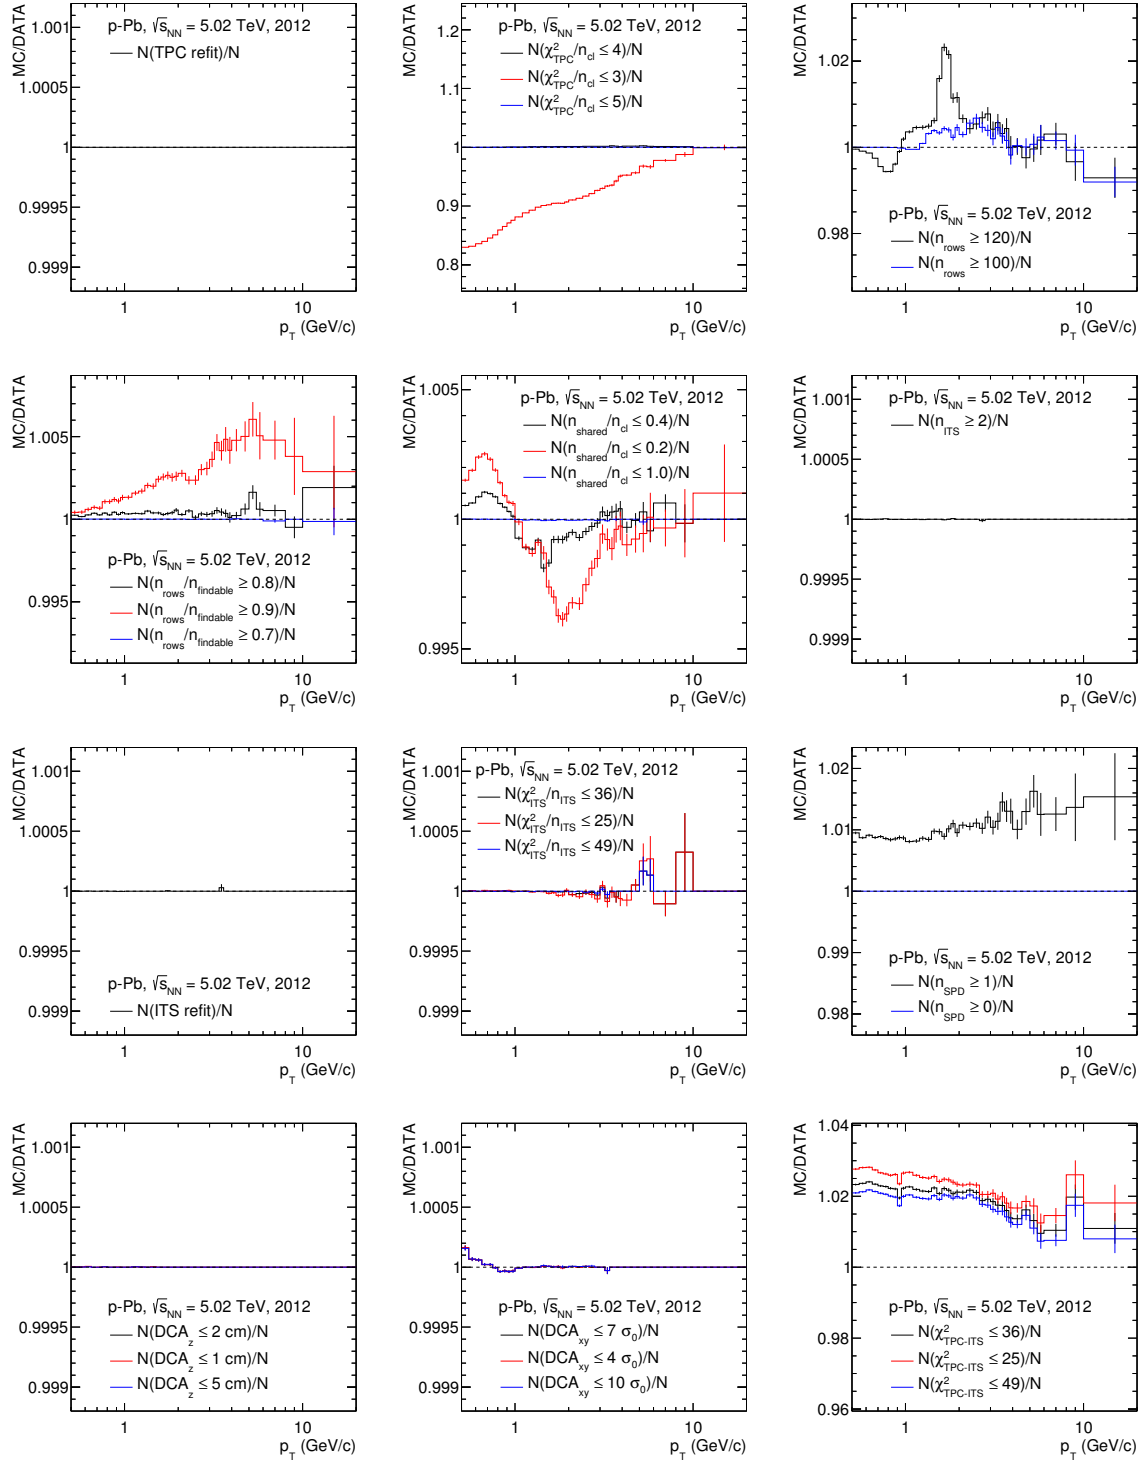 MC/DATA
p-Pb, √s_NN = 5.02 TeV, 2012
N(TPC refit)/N
1.001
1.0005
1
0.9995
0.999
1
10
p_T (GeV/c)
MC/DATA
p-Pb, √s_NN = 5.02 TeV, 2012
N(χ²_TPC/n_cl ≤ 4)/N
N(χ²_TPC/n_cl ≤ 3)/N
N(χ²_TPC/n_cl ≤ 5)/N
1.2
1.1
1
0.9
0.8
1
10
p_T (GeV/c)
MC/DATA
1.02
1
0.98
p-Pb, √s_NN = 5.02 TeV, 2012
N(n_rows ≥ 120)/N
N(n_rows ≥ 100)/N
1
10
p_T (GeV/c)
MC/DATA
1.005
1
0.995
p-Pb, √s_NN = 5.02 TeV, 2012
N(n_rows/n_findable ≥ 0.8)/N
N(n_rows/n_findable ≥ 0.9)/N
N(n_rows/n_findable ≥ 0.7)/N
1
10
p_T (GeV/c)
MC/DATA
1.005
1
0.995
p-Pb, √s_NN = 5.02 TeV, 2012
N(n_shared/n_cl ≤ 0.4)/N
N(n_shared/n_cl ≤ 0.2)/N
N(n_shared/n_cl ≤ 1.0)/N
1
10
p_T (GeV/c)
MC/DATA
p-Pb, √s_NN = 5.02 TeV, 2012
N(n_ITS ≥ 2)/N
1.001
1.0005
1
0.9995
0.999
1
10
p_T (GeV/c)
MC/DATA
1.001
1.0005
1
0.9995
0.999
p-Pb, √s_NN = 5.02 TeV, 2012
N(ITS refit)/N
1
10
p_T (GeV/c)
MC/DATA
p-Pb, √s_NN = 5.02 TeV, 2012
N(χ²_ITS/n_ITS ≤ 36)/N
N(χ²_ITS/n_ITS ≤ 25)/N
N(χ²_ITS/n_ITS ≤ 49)/N
1.001
1.0005
1
0.9995
0.999
1
10
p_T (GeV/c)
MC/DATA
1.02
1.01
1
0.99
0.98
p-Pb, √s_NN = 5.02 TeV, 2012
N(n_SPD ≥ 1)/N
N(n_SPD ≥ 0)/N
1
10
p_T (GeV/c)
MC/DATA
1.001
1.0005
1
0.9995
0.999
p-Pb, √s_NN = 5.02 TeV, 2012
N(DCA_z ≤ 2 cm)/N
N(DCA_z ≤ 1 cm)/N
N(DCA_z ≤ 5 cm)/N
1
10
p_T (GeV/c)
MC/DATA
1.001
1.0005
1
0.9995
0.999
p-Pb, √s_NN = 5.02 TeV, 2012
N(DCA_xy ≤ 7 σ_0)/N
N(DCA_xy ≤ 4 σ_0)/N
N(DCA_xy ≤ 10 σ_0)/N
1
10
p_T (GeV/c)
MC/DATA
1.04
1.02
1
0.98
0.96
p-Pb, √s_NN = 5.02 TeV, 2012
N(χ²_TPC-ITS ≤ 36)/N
N(χ²_TPC-ITS ≤ 25)/N
N(χ²_TPC-ITS ≤ 49)/N
1
10
p_T (GeV/c)